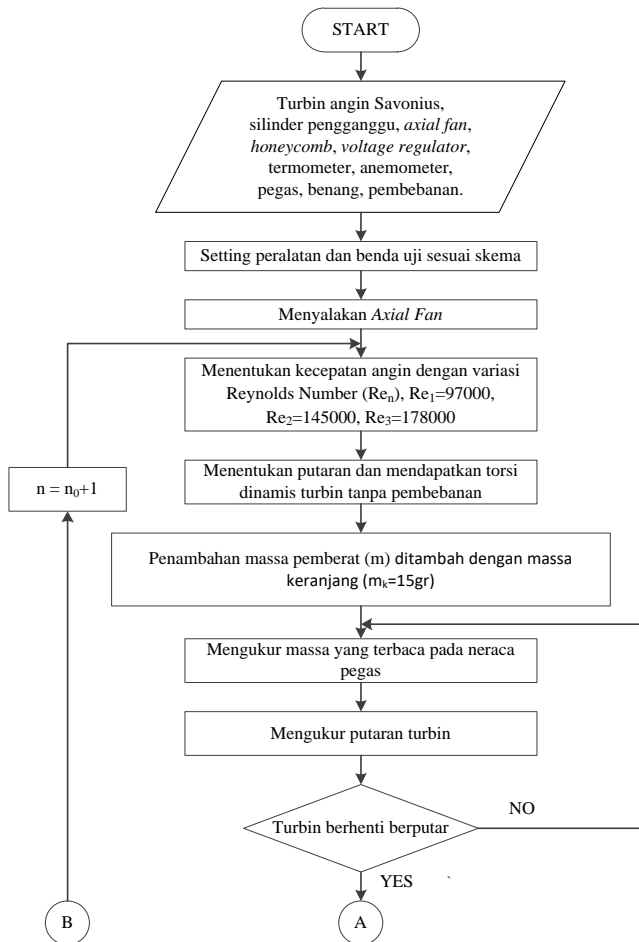 START
Turbin angin Savonius,
silinder pengganggu, axial fan,
honeycomb, voltage regulator,
termometer, anemometer,
pegas, benang, pembebanan.
Setting peralatan dan benda uji sesuai skema
Menyalakan Axial Fan
Menentukan kecepatan angin dengan variasi
Reynolds Number (Reₙ), Re₁=97000,
Re₂=145000, Re₃=178000
n = n₀+1
Menentukan putaran dan mendapatkan torsi
dinamis turbin tanpa pembebanan
Penambahan massa pemberat (m) ditambah dengan massa
keranjang (mₖ=15gr)
Mengukur massa yang terbaca pada neraca
pegas
Mengukur putaran turbin
Turbin berhenti berputar
NO
YES `
B
A